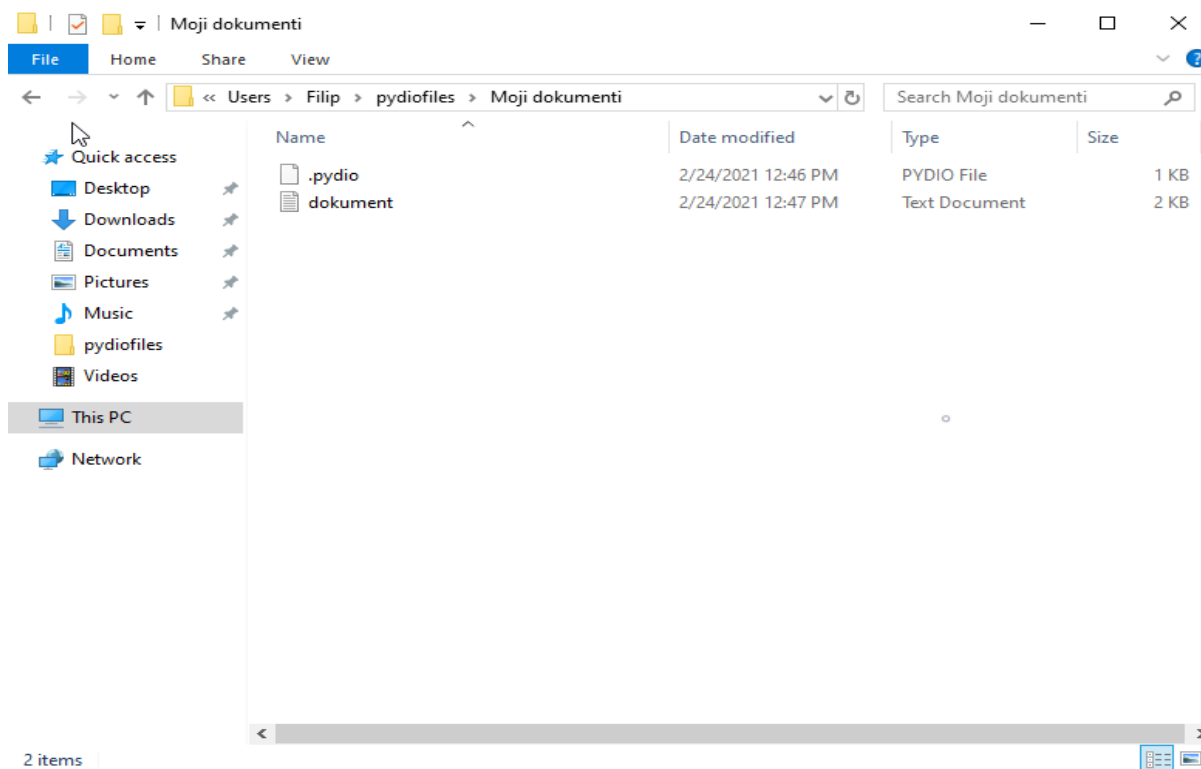 Moji dokumenti
File Home Share View
« Users > Filip > pydiofiles > Moji dokumenti Search Moji dokumenti
Name Date modified Type Size
Quick access
.pydio 2/24/2021 12:46 PM PYDIO File 1 KB
Desktop
dokument 2/24/2021 12:47 PM Text Document 2 KB
Downloads
Documents
Pictures
Music
pydiofiles
Videos
This PC
Network
2 items